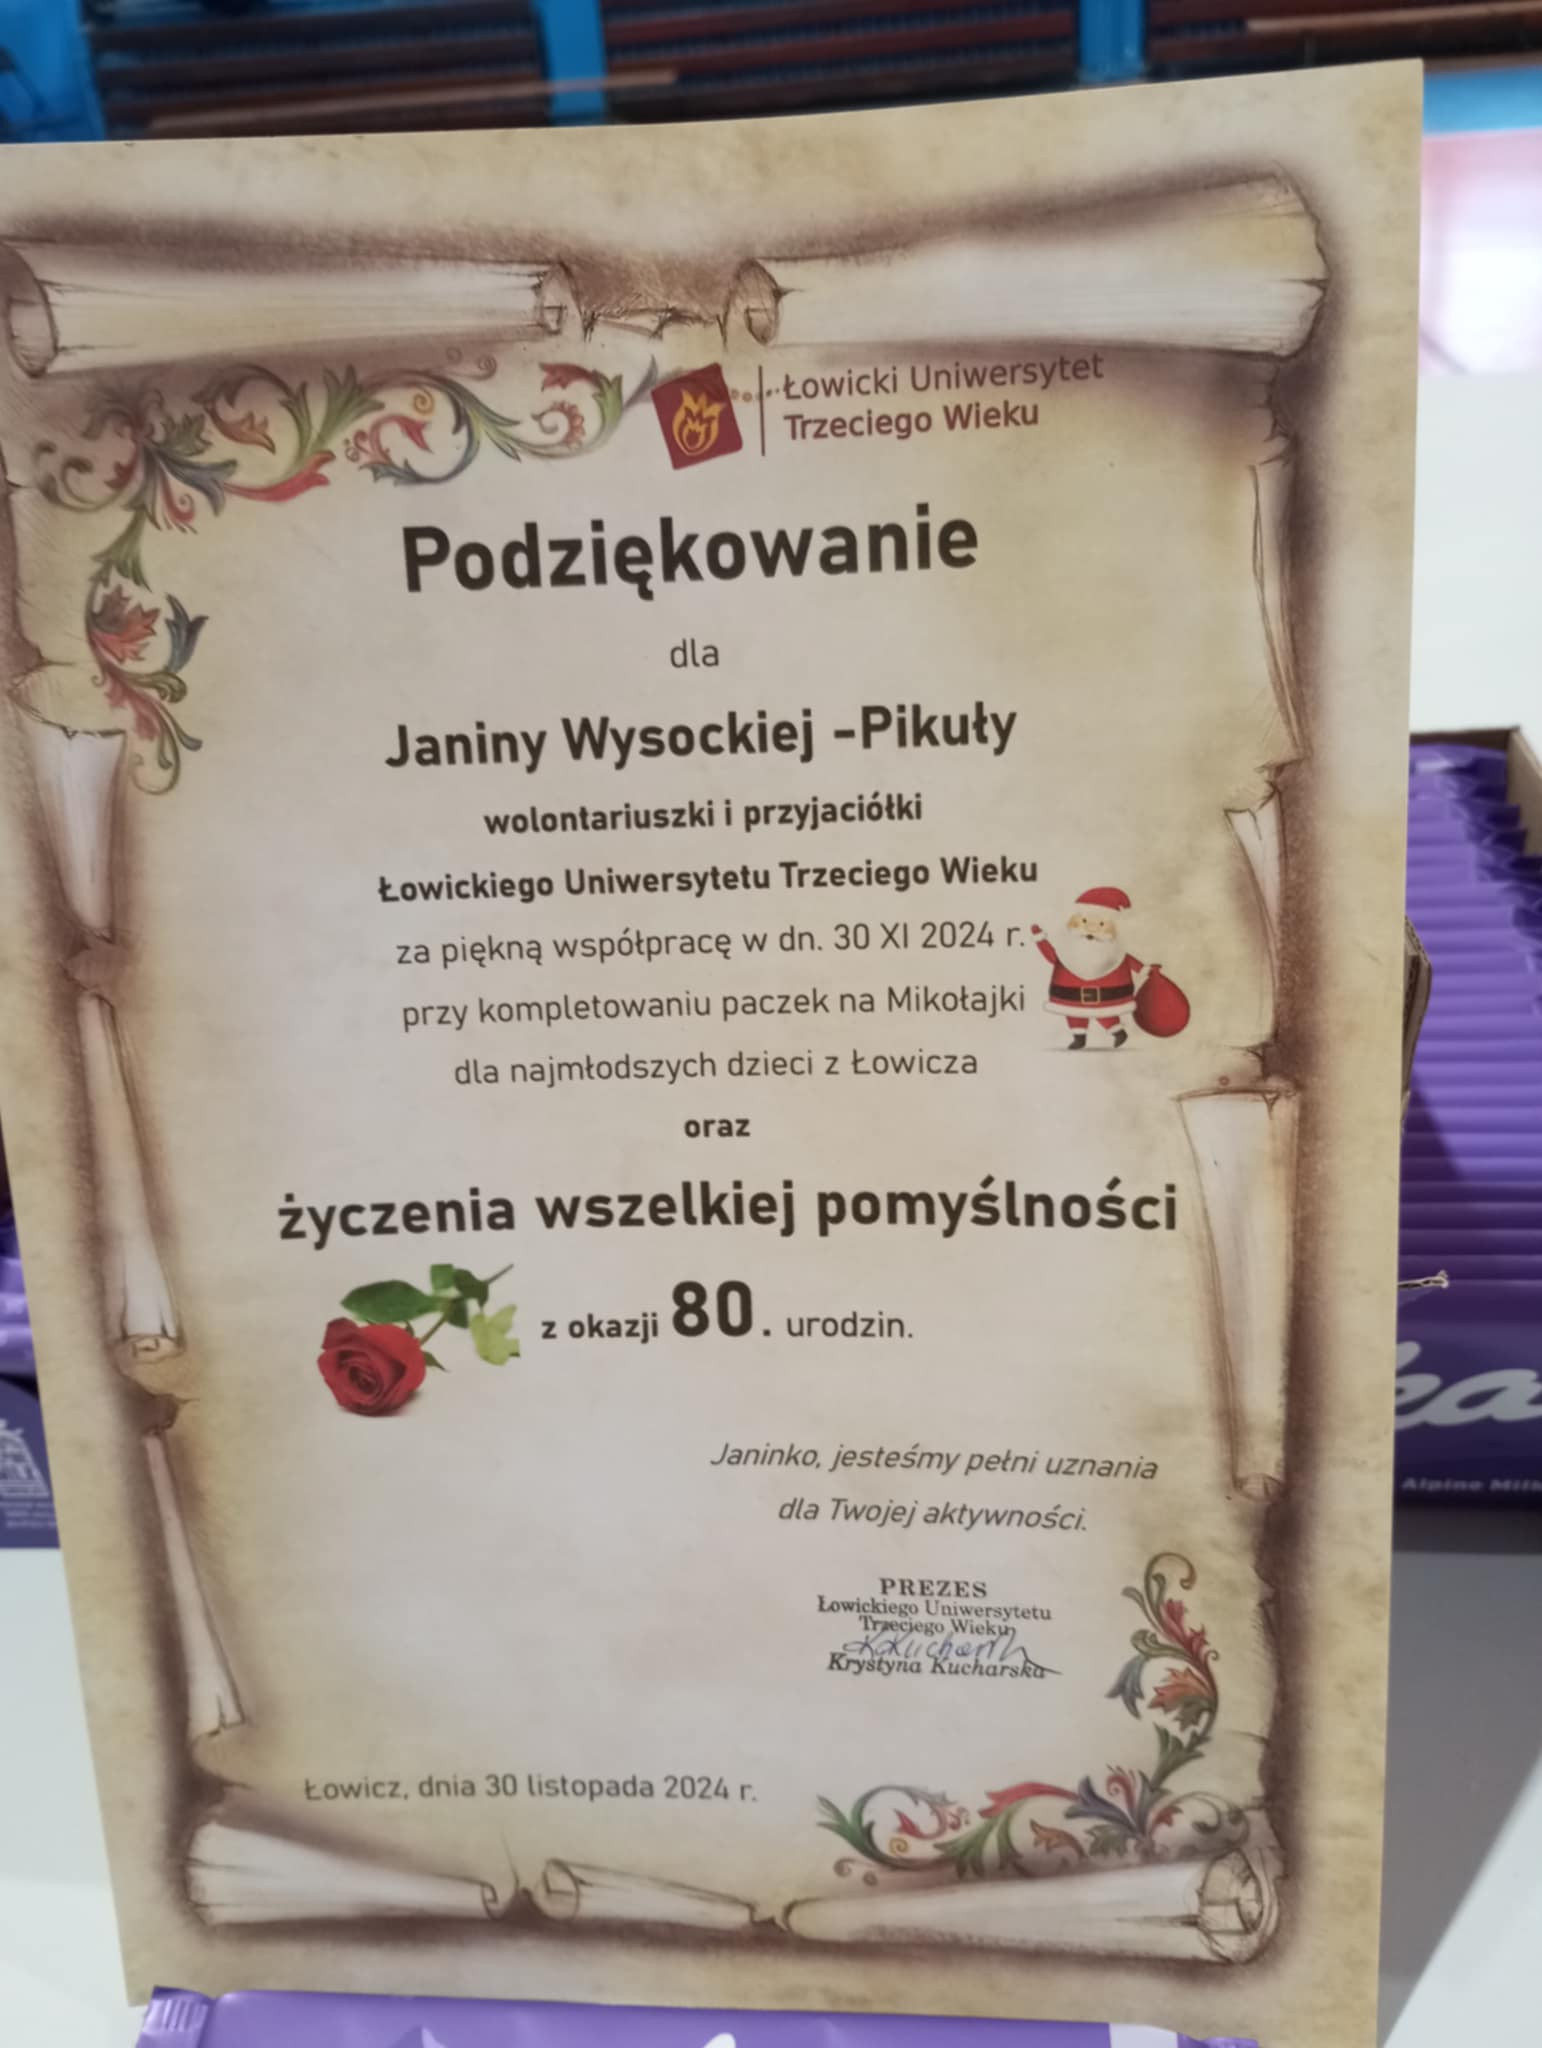 Łowicki Uniwersytet
Trzeciego Wieku
Podziękowanie
dla
Janiny Wysockiej -Pikuły
wolontariuszki i przyjaciółki
Łowickiego Uniwersytetu Trzeciego Wieku
za piękną współpracę w dn. 30 XI 2024 r.
przy kompletowaniu paczek na Mikołajki
dla najmłodszych dzieci z Łowicza
oraz
życzenia wszelkiej pomyślności
z okazji 80. urodzin.
Janinko, jesteśmy pełni uznania
dla Twojej aktywności.
PREZES
Łowickiego Uniwersytetu
Trzeciego Wieku
Krystyna Kucharska
Łowicz, dnia 30 listopada 2024 r.
Alpine Milk